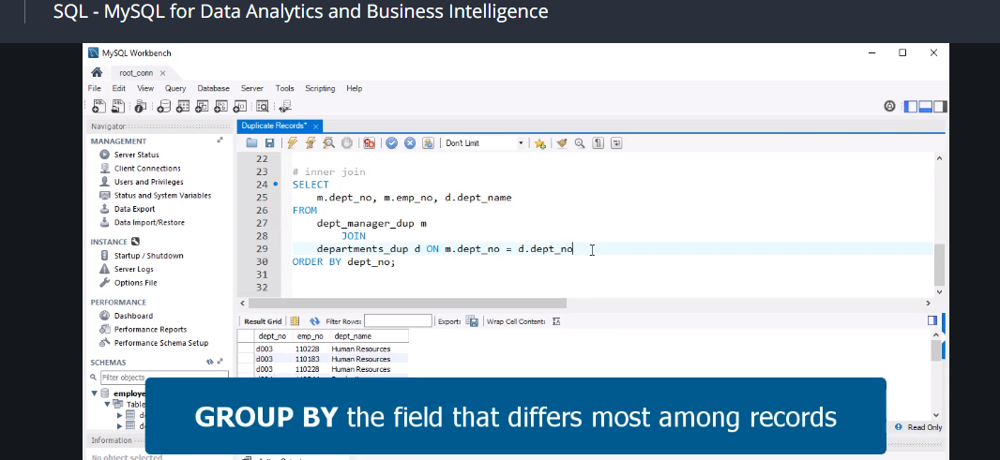 SQL - MySQL for Data Analytics and Business Intelligence
MySQL Workbench
root_conn
File Edit View Query Database Server Tools Scripting Help
Navigator
Duplicate Records*
MANAGEMENT
Server Status
Client Connections
Users and Privileges
Status and System Variables
Data Export
Data Import/Restore
INSTANCE
Startup / Shutdown
Server Logs
Options File
PERFORMANCE
Dashboard
Performance Reports
Performance Schema Setup
SCHEMAS
Filter objects
employe
Table
d
d
Information
No object selected
Don't Limit
22
23 # inner join
24 SELECT
25 m.dept_no, m.emp_no, d.dept_name
26 FROM
27 dept_manager_dup m
28 JOIN
29 departments_dup d ON m.dept_no = d.dept_no
30 ORDER BY dept_no;
31
32
Result Grid Filter Rows: Export: Wrap Cell Content:
dept_no emp_no dept_name
d003 110228 Human Resources
d003 110183 Human Resources
d003 110228 Human Resources
GROUP BY the field that differs most among records
Read Only